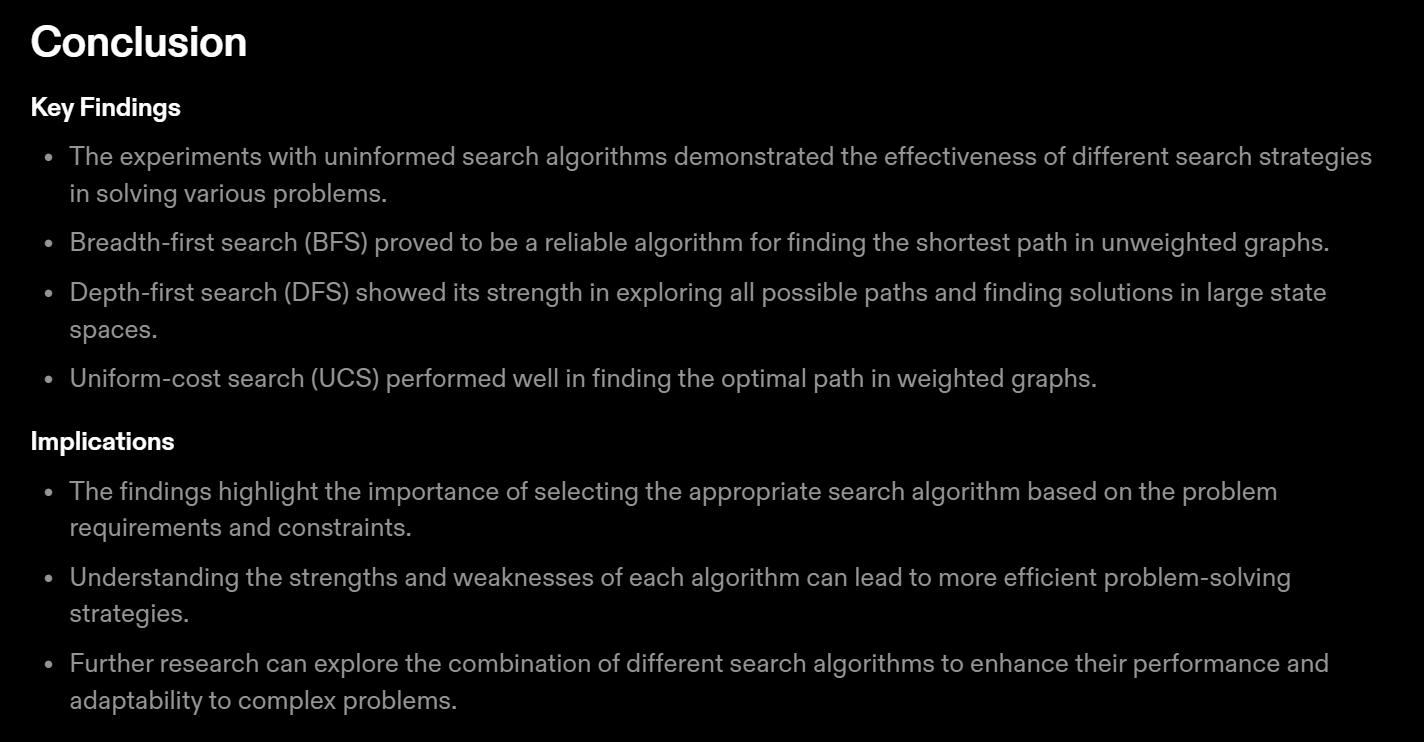 Conclusion
Key Findings
• The experiments with uninformed search algorithms demonstrated the effectiveness of different search strategies
in solving various problems.
• Breadth-first search (BFS) proved to be a reliable algorithm for finding the shortest path in unweighted graphs.
• Depth-first search (DFS) showed its strength in exploring all possible paths and finding solutions in large state
spaces.
• Uniform-cost search (UCS) performed well in finding the optimal path in weighted graphs.
Implications
• The findings highlight the importance of selecting the appropriate search algorithm based on the problem
requirements and constraints.
• Understanding the strengths and weaknesses of each algorithm can lead to more efficient problem-solving
strategies.
• Further research can explore the combination of different search algorithms to enhance their performance and
adaptability to complex problems.